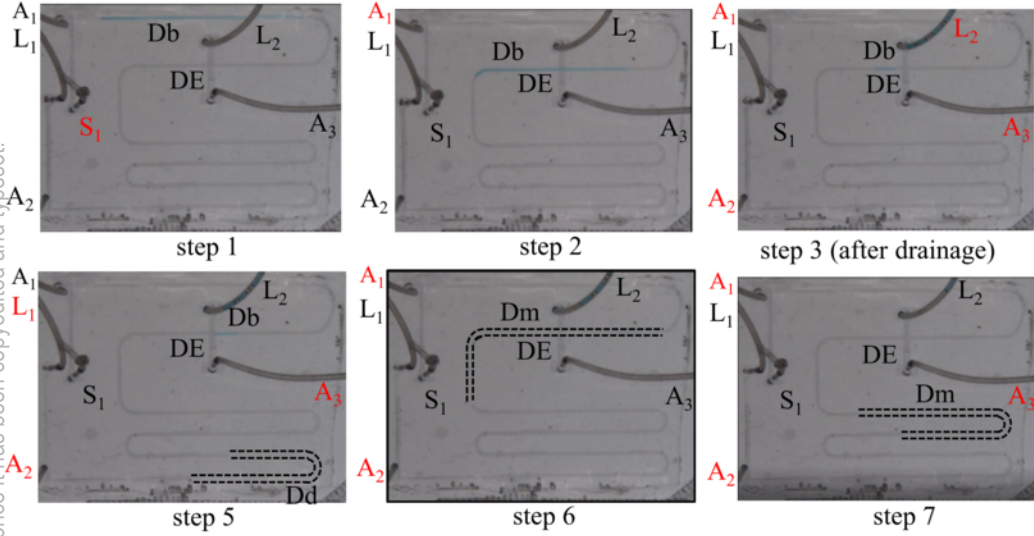 A1 Db L2
L1 DE
S1 A3
A2
step 1
A1 Db L2
L1 DE
S1 A3
A2
step 2
A1 Db L2
L1 DE
S1 A3
A2
step 3 (after drainage)
A1 L2
L1 Db
DE
S1 A3
A2 Dd
step 5
A1 L2
L1 Dm
DE
S1 A3
A2
step 6
A1 L2
L1 DE
S1 Dm A3
A2
step 7